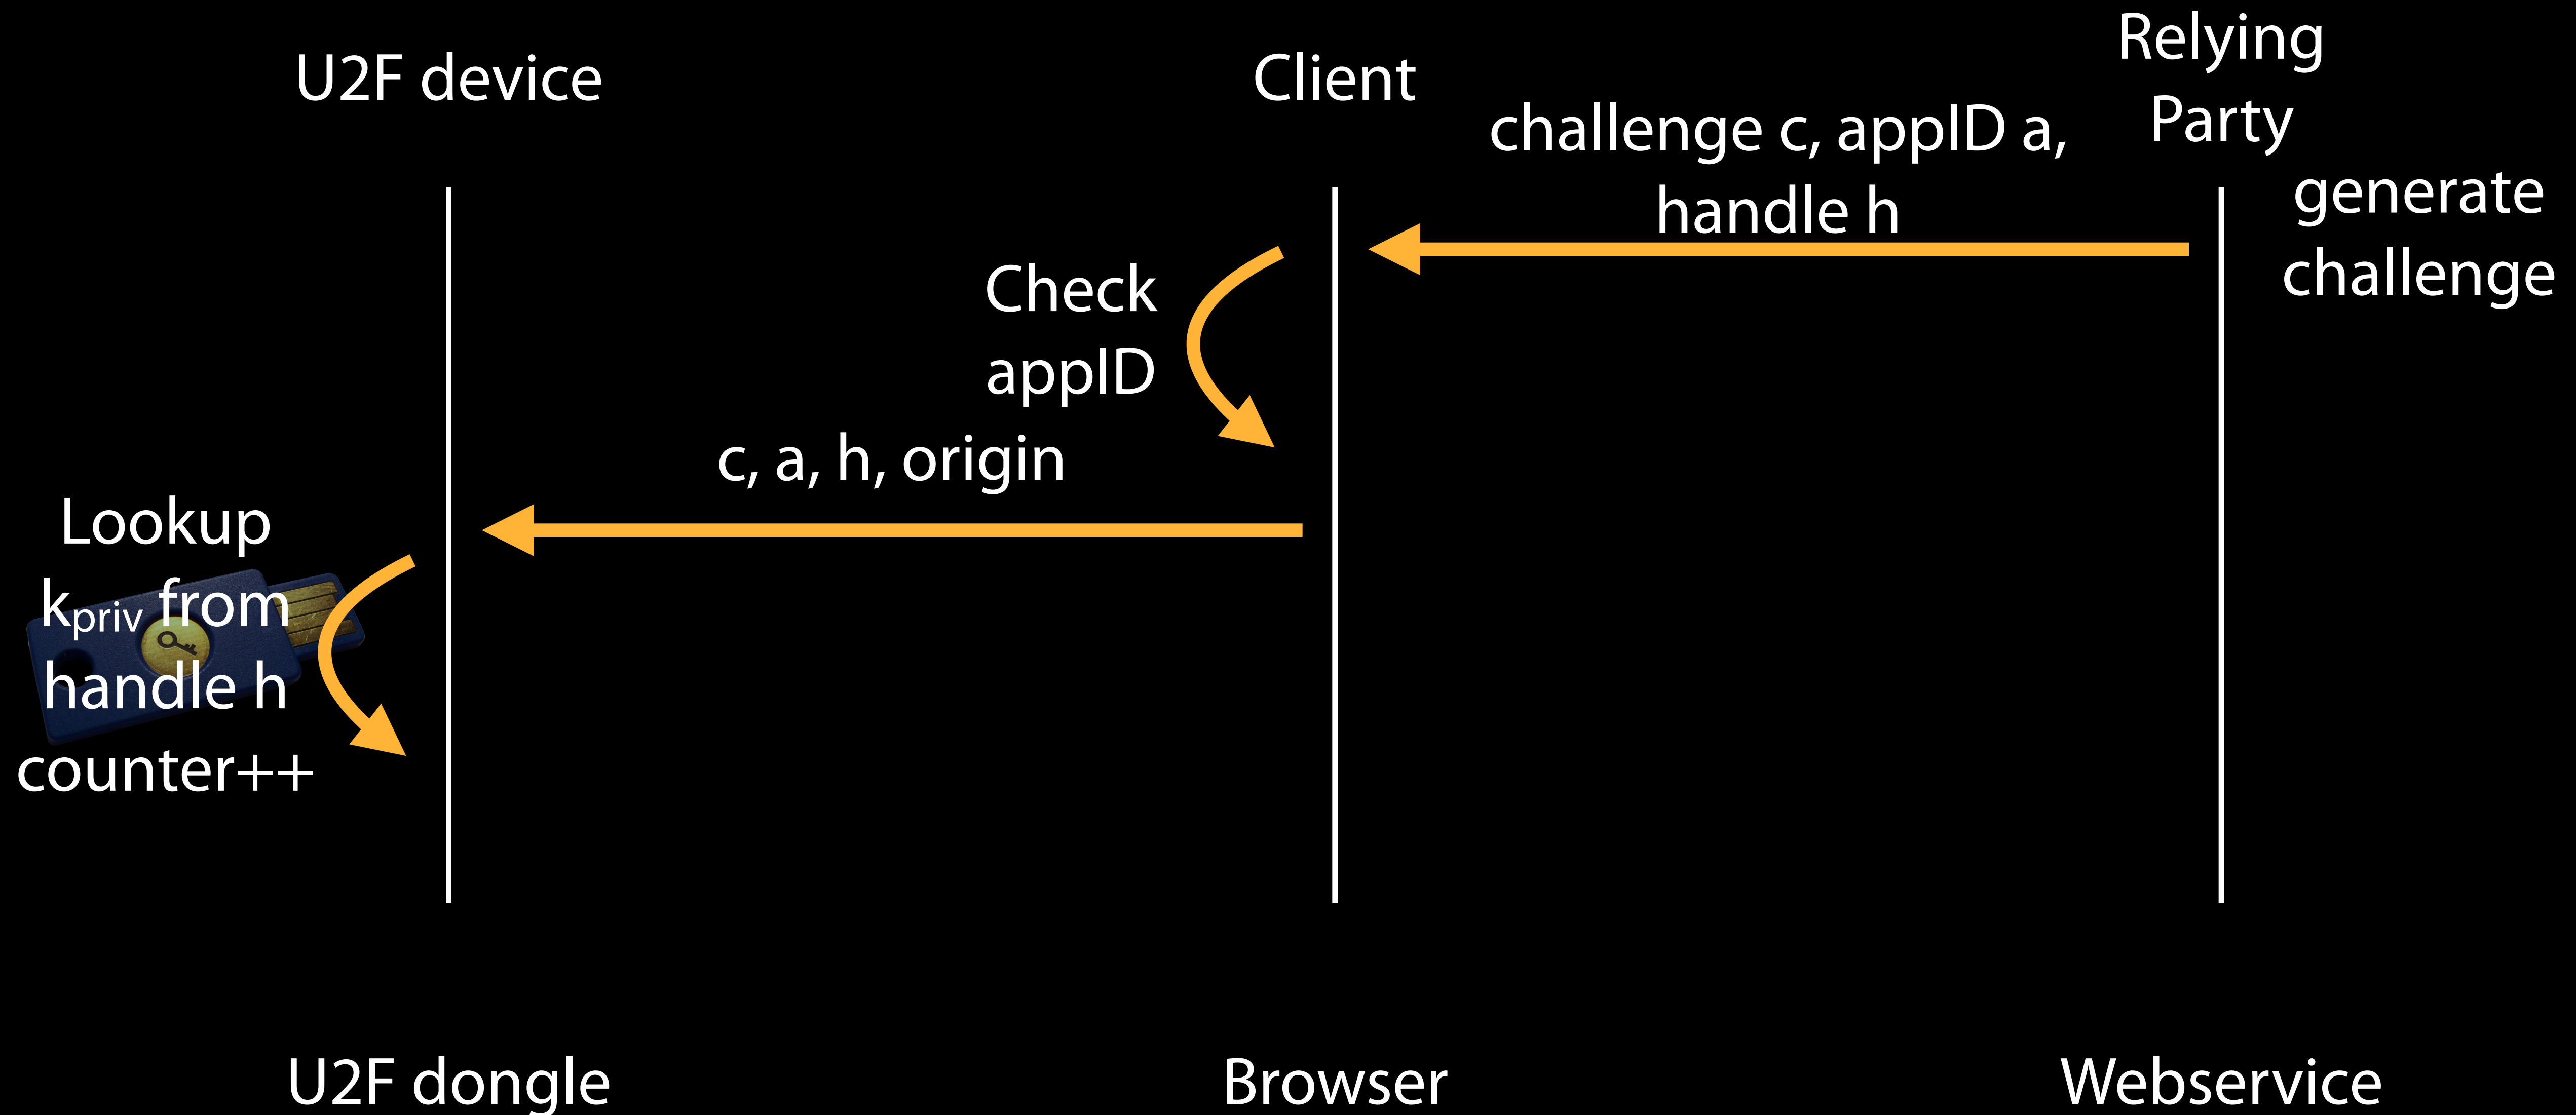 U2F device
Client
Relying
Party
challenge c, appID a,
handle h
generate
challenge
Check
appID
c, a, h, origin
Lookup
kpriv from
handle h
counter++
U2F dongle
Browser
Webservice